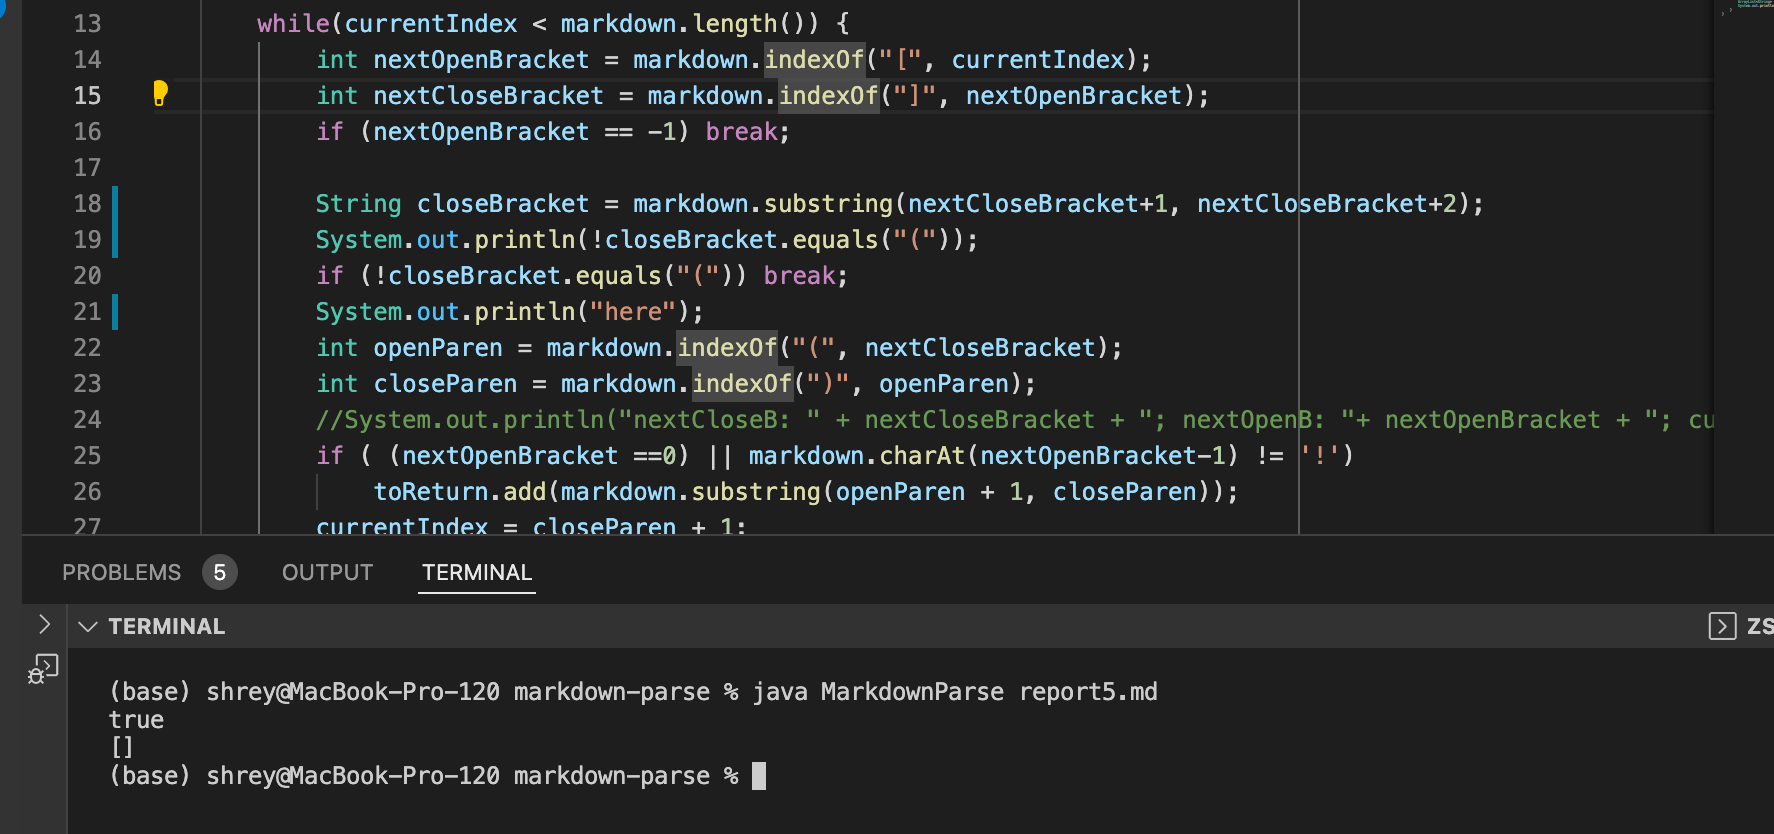 13 while(currentIndex < markdown.length()) {
14 int nextOpenBracket = markdown.indexOf("[", currentIndex);
15 int nextCloseBracket = markdown.indexOf("]", nextOpenBracket);
16 if (nextOpenBracket == -1) break;
17
18 String closeBracket = markdown.substring(nextCloseBracket+1, nextCloseBracket+2);
19 System.out.println(!closeBracket.equals("("));
20 if (!closeBracket.equals("(")) break;
21 System.out.println("here");
22 int openParen = markdown.indexOf("(", nextCloseBracket);
23 int closeParen = markdown.indexOf(")", openParen);
24 //System.out.println("nextCloseB: " + nextCloseBracket + "; nextOpenB: "+ nextOpenBracket + "; cu
25 if ( (nextOpenBracket ==0) || markdown.charAt(nextOpenBracket-1) != '!')
26 toReturn.add(markdown.substring(openParen + 1, closeParen));
27 currentIndex = closeParen + 1;
PROBLEMS 5 OUTPUT TERMINAL
TERMINAL ZS
(base) shrey@MacBook-Pro-120 markdown-parse % java MarkdownParse report5.md
true
[]
(base) shrey@MacBook-Pro-120 markdown-parse %